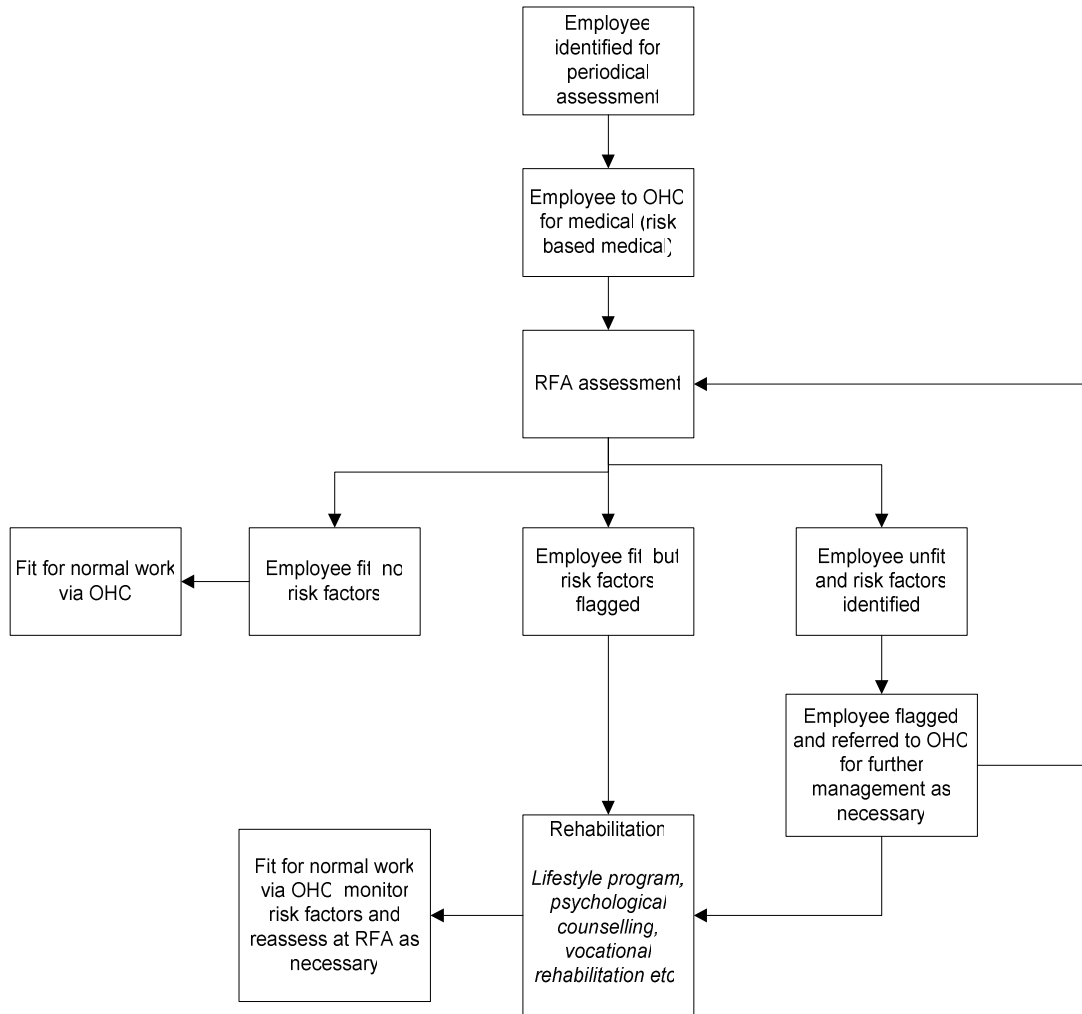 Employee
identified for
periodical
assessment
Employee to OHC
for medical (risk
based medical)
RFA assessment
Fit for normal work
via OHC
Employee fit no
risk factors
Employee fit but
risk factors
flagged
Employee unfit
and risk factors
identified
Employee flagged
and referred to OHC
for further
management as
necessary
Fit for normal work
via OHC monitor
risk factors and
reassess at RFA as
necessary
Rehabilitation
Lifestyle program,
psychological
counselling,
vocational
rehabilitation etc